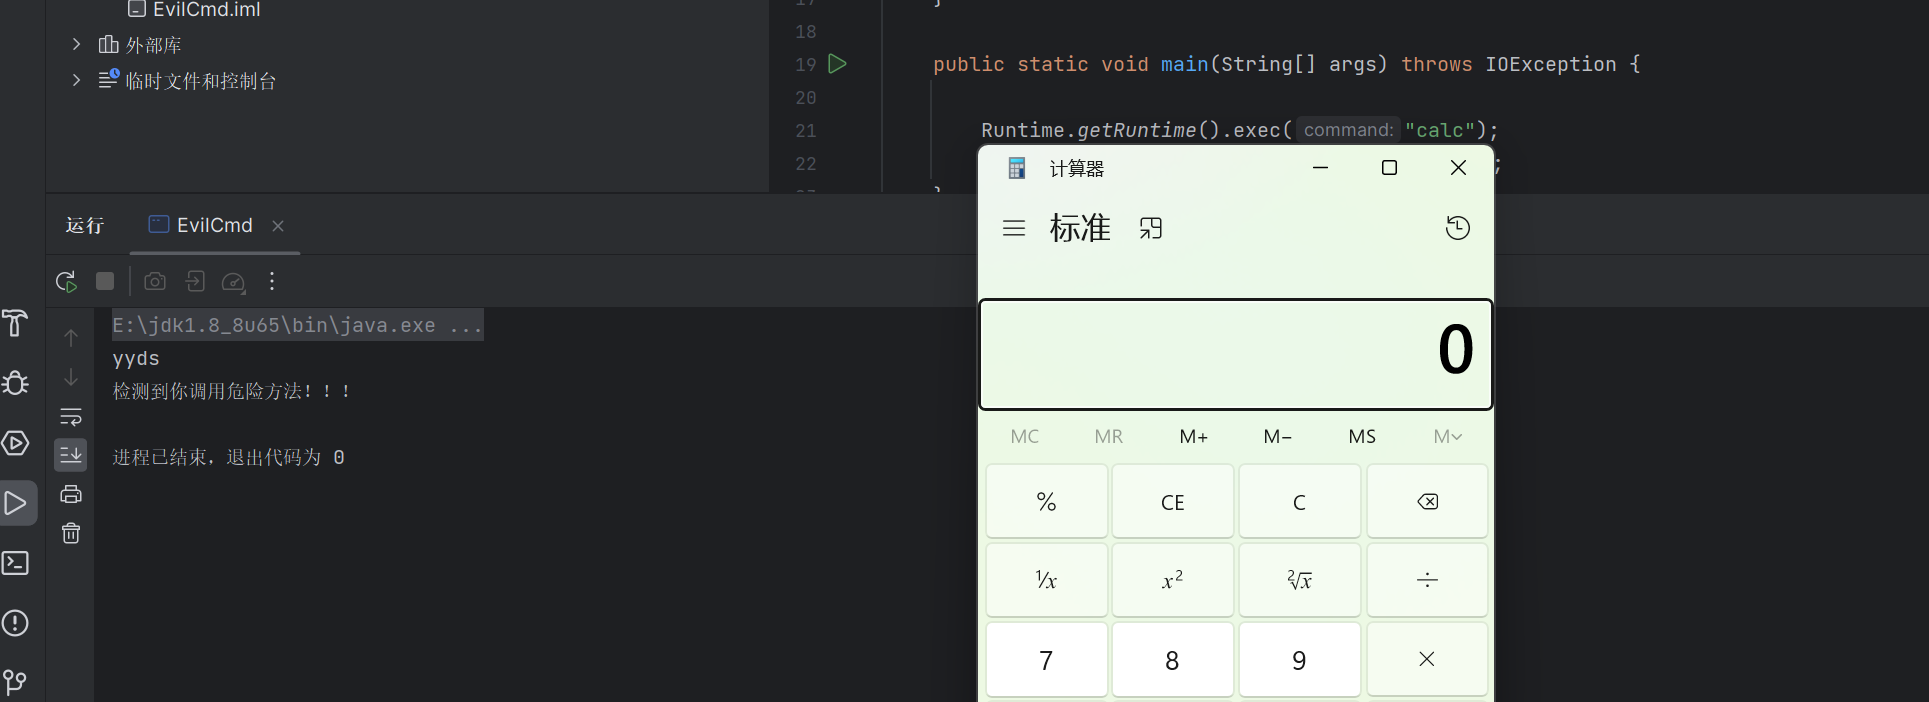 EvilCmd.iml
外部库
临时文件和控制台
17 }
18
19 public static void main(String[] args) throws IOException {
20
21 Runtime.getRuntime().exec( command: "calc");
22 ;
}
运行 EvilCmd
E:\jdk1.8_8u65\bin\java.exe ...
yyds
检测到你调用危险方法！！！
进程已结束，退出代码为 0
计算器
标准
0
MC MR M+ M− MS M
% CE C
¹/x x² ²√x ÷
7 8 9 ×